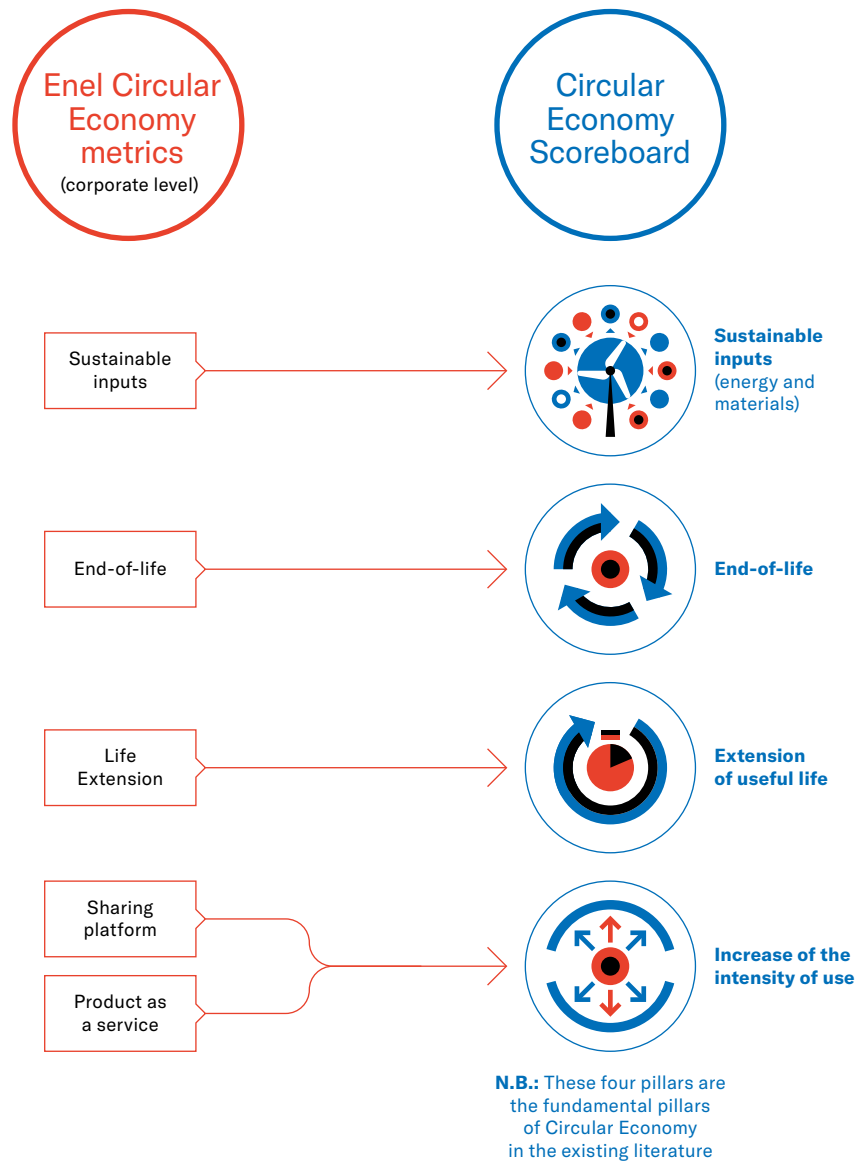 Enel Circular
Economy
metrics
(corporate level)
Circular
Economy
Scoreboard
Sustainable
inputs
Sustainable
inputs
(energy and
materials)
End-of-life
End-of-life
Life
Extension
Extension
of useful life
Sharing
platform
Product as
a service
Increase of the
intensity of use
N.B.: These four pillars are
the fundamental pillars
of Circular Economy
in the existing literature